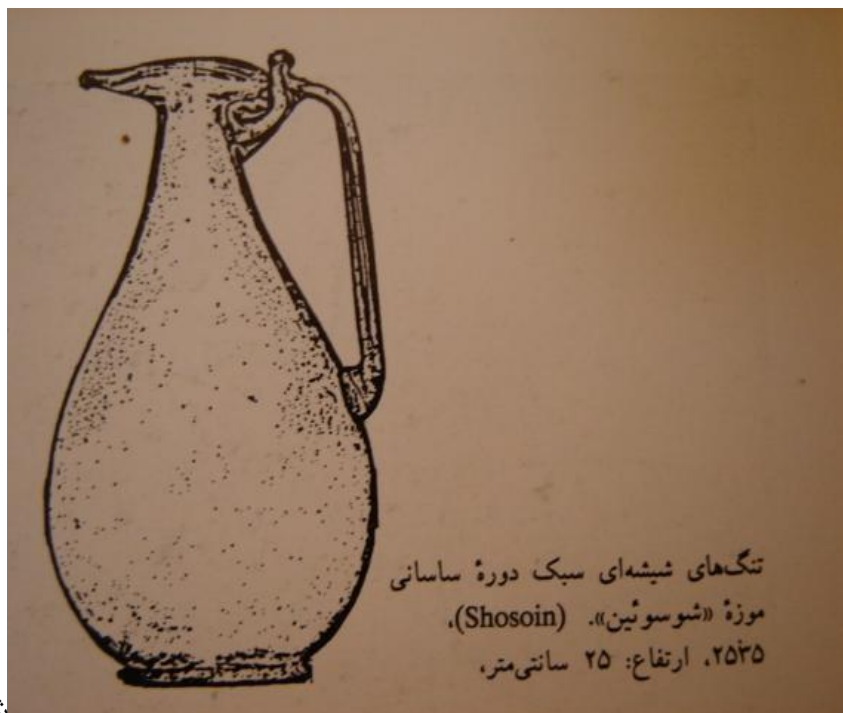 تنگ‌های شیشه‌ای سبک دورهٔ ساسانی
موزهٔ «شوسوئین». (Shosoin)،
۲۵۳۵، ارتفاع: ۲۵ سانتی‌متر،